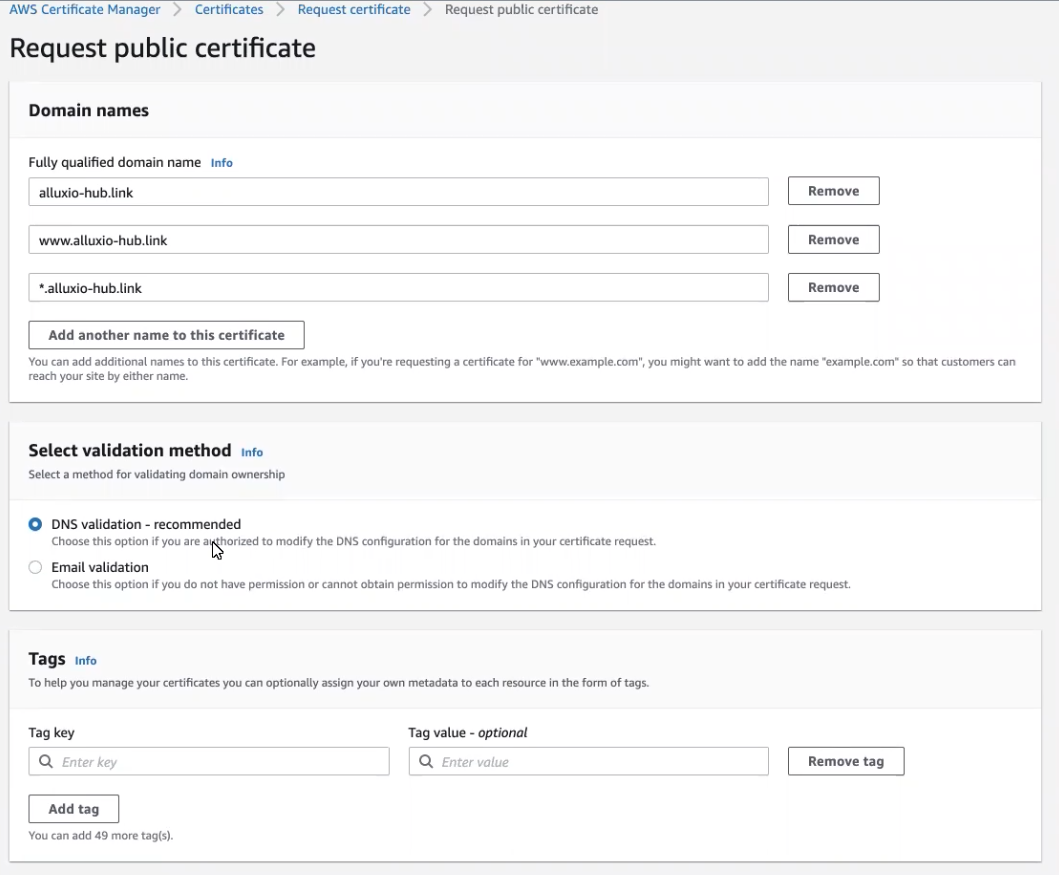 AWS Certificate Manager > Certificates > Request certificate > Request public certificate
Request public certificate
Domain names
Fully qualified domain name Info
alluxio-hub.link Remove
www.alluxio-hub.link Remove
*.alluxio-hub.link Remove
Add another name to this certificate
You can add additional names to this certificate. For example, if you're requesting a certificate for "www.example.com", you might want to add the name "example.com" so that customers can
reach your site by either name.
Select validation method Info
Select a method for validating domain ownership
DNS validation - recommended
Choose this option if you are authorized to modify the DNS configuration for the domains in your certificate request.
Email validation
Choose this option if you do not have permission or cannot obtain permission to modify the DNS configuration for the domains in your certificate request.
Tags Info
To help you manage your certificates you can optionally assign your own metadata to each resource in the form of tags.
Tag key Tag value - optional
Enter key Enter value Remove tag
Add tag
You can add 49 more tag(s).